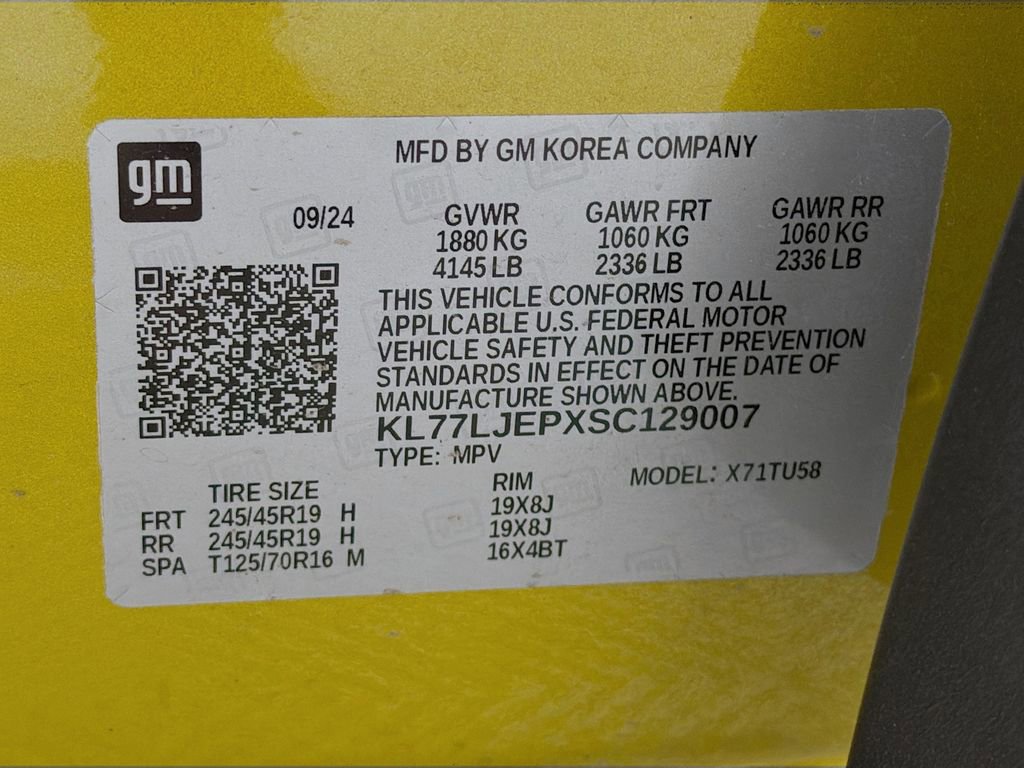 gm
MFD BY GM KOREA COMPANY
09/24
GVWR GAWR FRT GAWR RR
1880 KG 1060 KG 1060 KG
4145 LB 2336 LB 2336 LB
THIS VEHICLE CONFORMS TO ALL
APPLICABLE U.S. FEDERAL MOTOR
VEHICLE SAFETY AND THEFT PREVENTION
STANDARDS IN EFFECT ON THE DATE OF
MANUFACTURE SHOWN ABOVE.
KL77LJEPXSC129007
TYPE: MPV
MODEL: X71TU58
TIRE SIZE RIM
FRT 245/45R19 H 19X8J
RR 245/45R19 H 19X8J
SPA T125/70R16 M 16X4BT